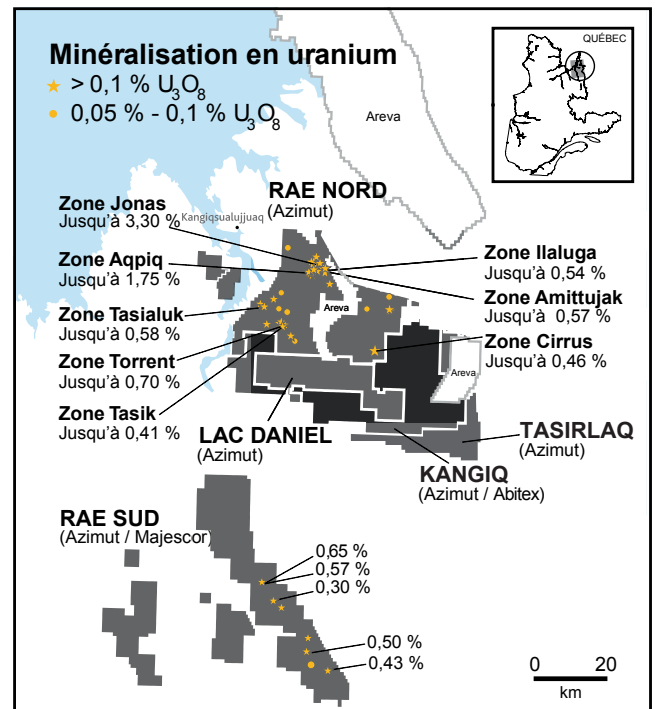 Minéralisation en uranium
> 0,1 % U3O8
0,05 % - 0,1 % U3O8
QUÉBEC
Areva
RAE NORD
(Azimut)
Kangiqsualujjuaq
Zone Jonas
Jusqu'à 3,30 %
Zone Aqpiq
Jusqu'à 1,75 %
Zone Tasialuk
Jusqu'à 0,58 %
Zone Torrent
Jusqu'à 0,70 %
Zone Tasik
Jusqu'à 0,41 %
Zone Ilaluga
Jusqu'à 0,54 %
Zone Amittujak
Jusqu'à 0,57 %
Zone Cirrus
Jusqu'à 0,46 %
Areva
Areva
LAC DANIEL
(Azimut)
TASIRLAQ
(Azimut)
KANGIQ
(Azimut / Abitex)
RAE SUD
(Azimut / Majescor)
0,65 %
0,57 %
0,30 %
0,50 %
0,43 %
0 20
km